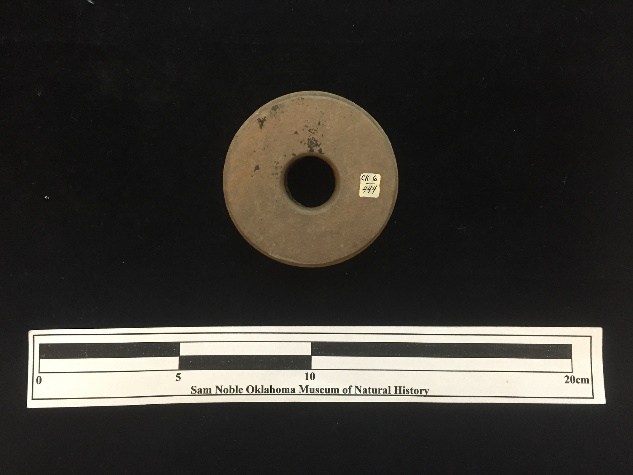 CK 6
444
0 5 10 20cm
Sam Noble Oklahoma Museum of Natural History